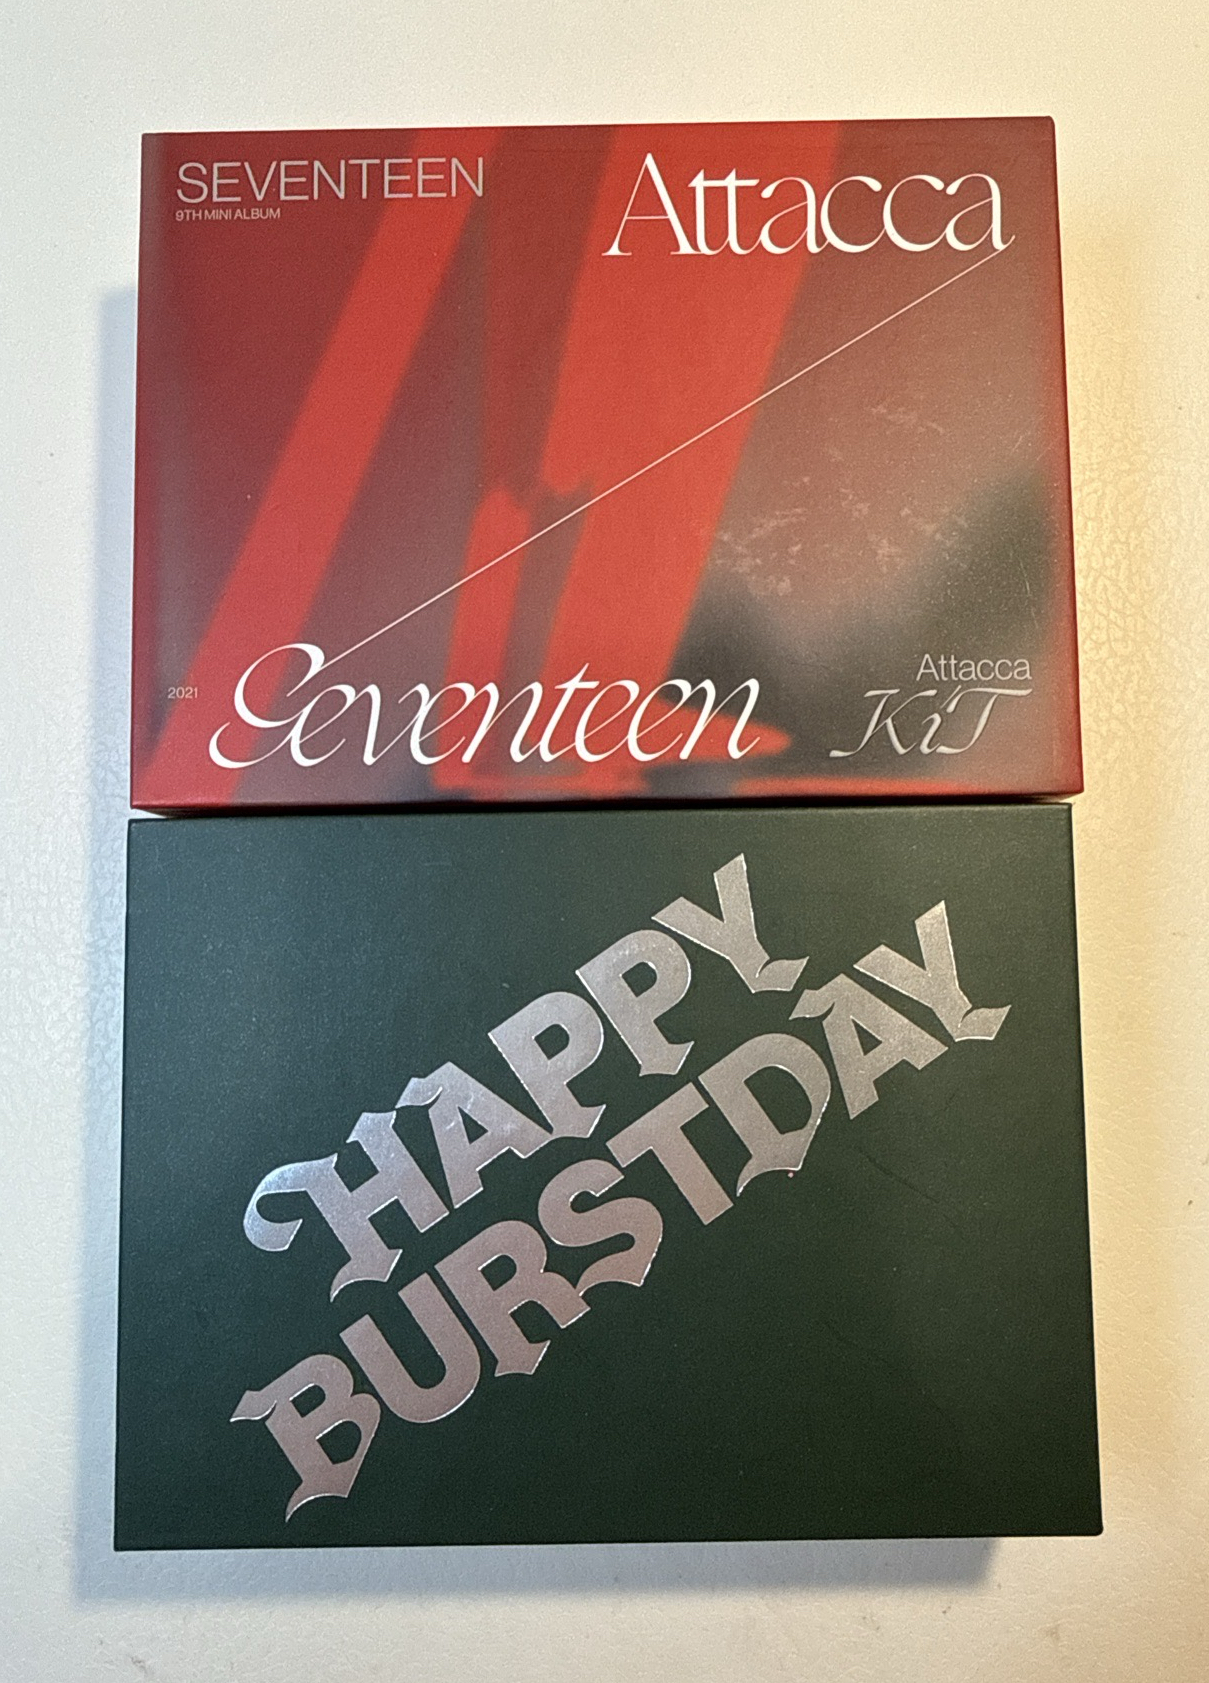 SEVENTEEN
9TH MINI ALBUM
Attacca
2021
Seventeen
Attacca
KiT
HAPPY
BURSTDAY